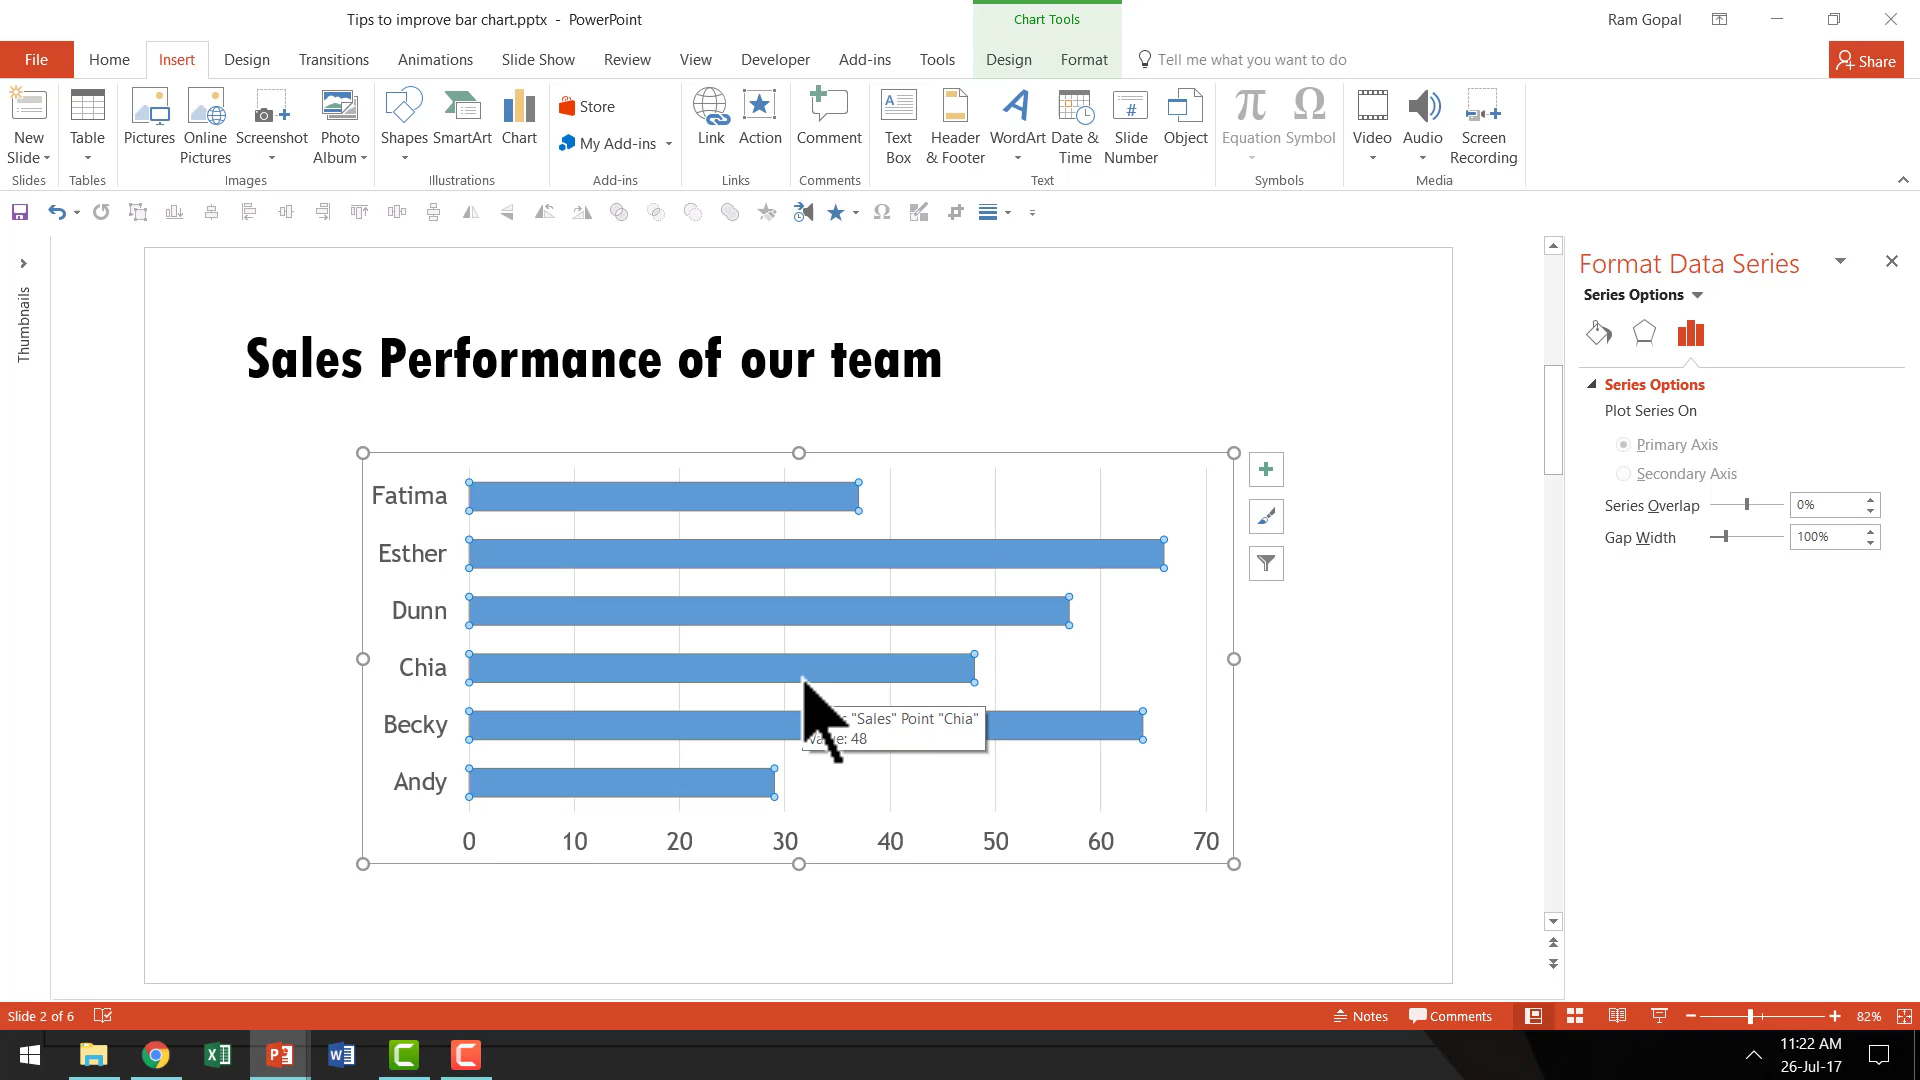 Tips to improve bar chart.pptx - PowerPoint
Chart Tools
Ram Gopal
File Home Insert Design Transitions Animations Slide Show Review View Developer Add-ins Tools Design Format Tell me what you want to do Share
New Slide
Table
Pictures
Online Pictures
Screenshot
Photo Album
Shapes
SmartArt
Chart
Store
My Add-ins
Link
Action
Comment
Text Box
Header & Footer
WordArt
Date & Time
Slide Number
Object
Equation
Symbol
Video
Audio
Screen Recording
Slides Tables Images Illustrations Add-ins Links Comments Text Symbols Media
Thumbnails
Sales Performance of our team
Fatima
Esther
Dunn
Chia
Becky
Andy
"Sales" Point "Chia"
48
0 10 20 30 40 50 60 70
Format Data Series
Series Options
Series Options
Plot Series On
Primary Axis
Secondary Axis
Series Overlap 0%
Gap Width 100%
Slide 2 of 6
Notes
Comments
82%
11:22 AM
26-Jul-17